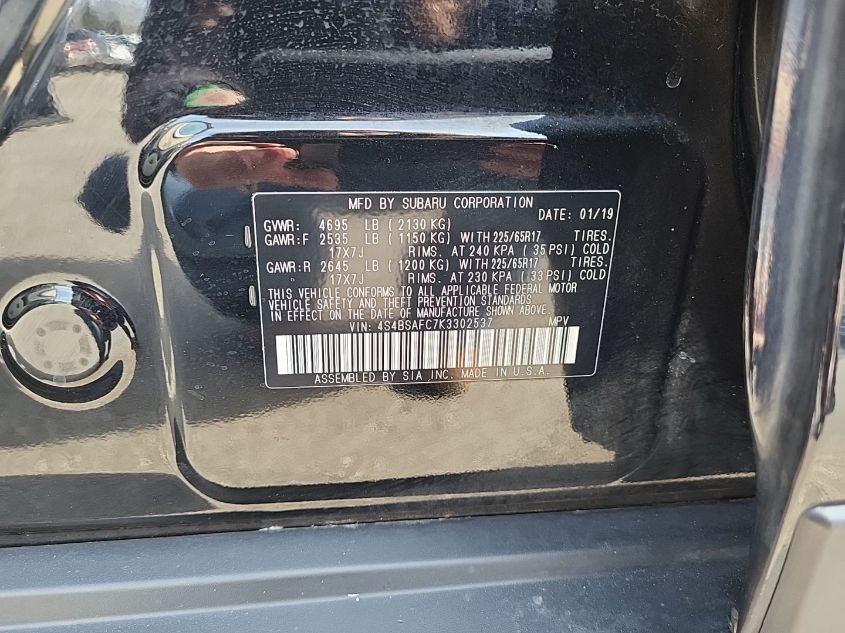 MFD BY SUBARU CORPORATION
DATE: 01/19
GVWR: 4695 LB ( 2130 KG)
GAWR:F 2535 LB ( 1150 KG) WITH 225/65R17 TIRES.
17X7J RIMS. AT 240 KPA ( 35 PSI) COLD
GAWR:R 2645 LB ( 1200 KG) WITH 225/65R17 TIRES.
17X7J RIMS. AT 230 KPA ( 33 PSI) COLD
THIS VEHICLE CONFORMS TO ALL APPLICABLE FEDERAL MOTOR
VEHICLE SAFETY AND THEFT PREVENTION STANDARDS
IN EFFECT ON THE DATE OF MANUFACTURE SHOWN ABOVE.
VIN: 4S4BSAFC7K3302537 MPV
ASSEMBLED BY SIA INC. MADE IN U.S.A.